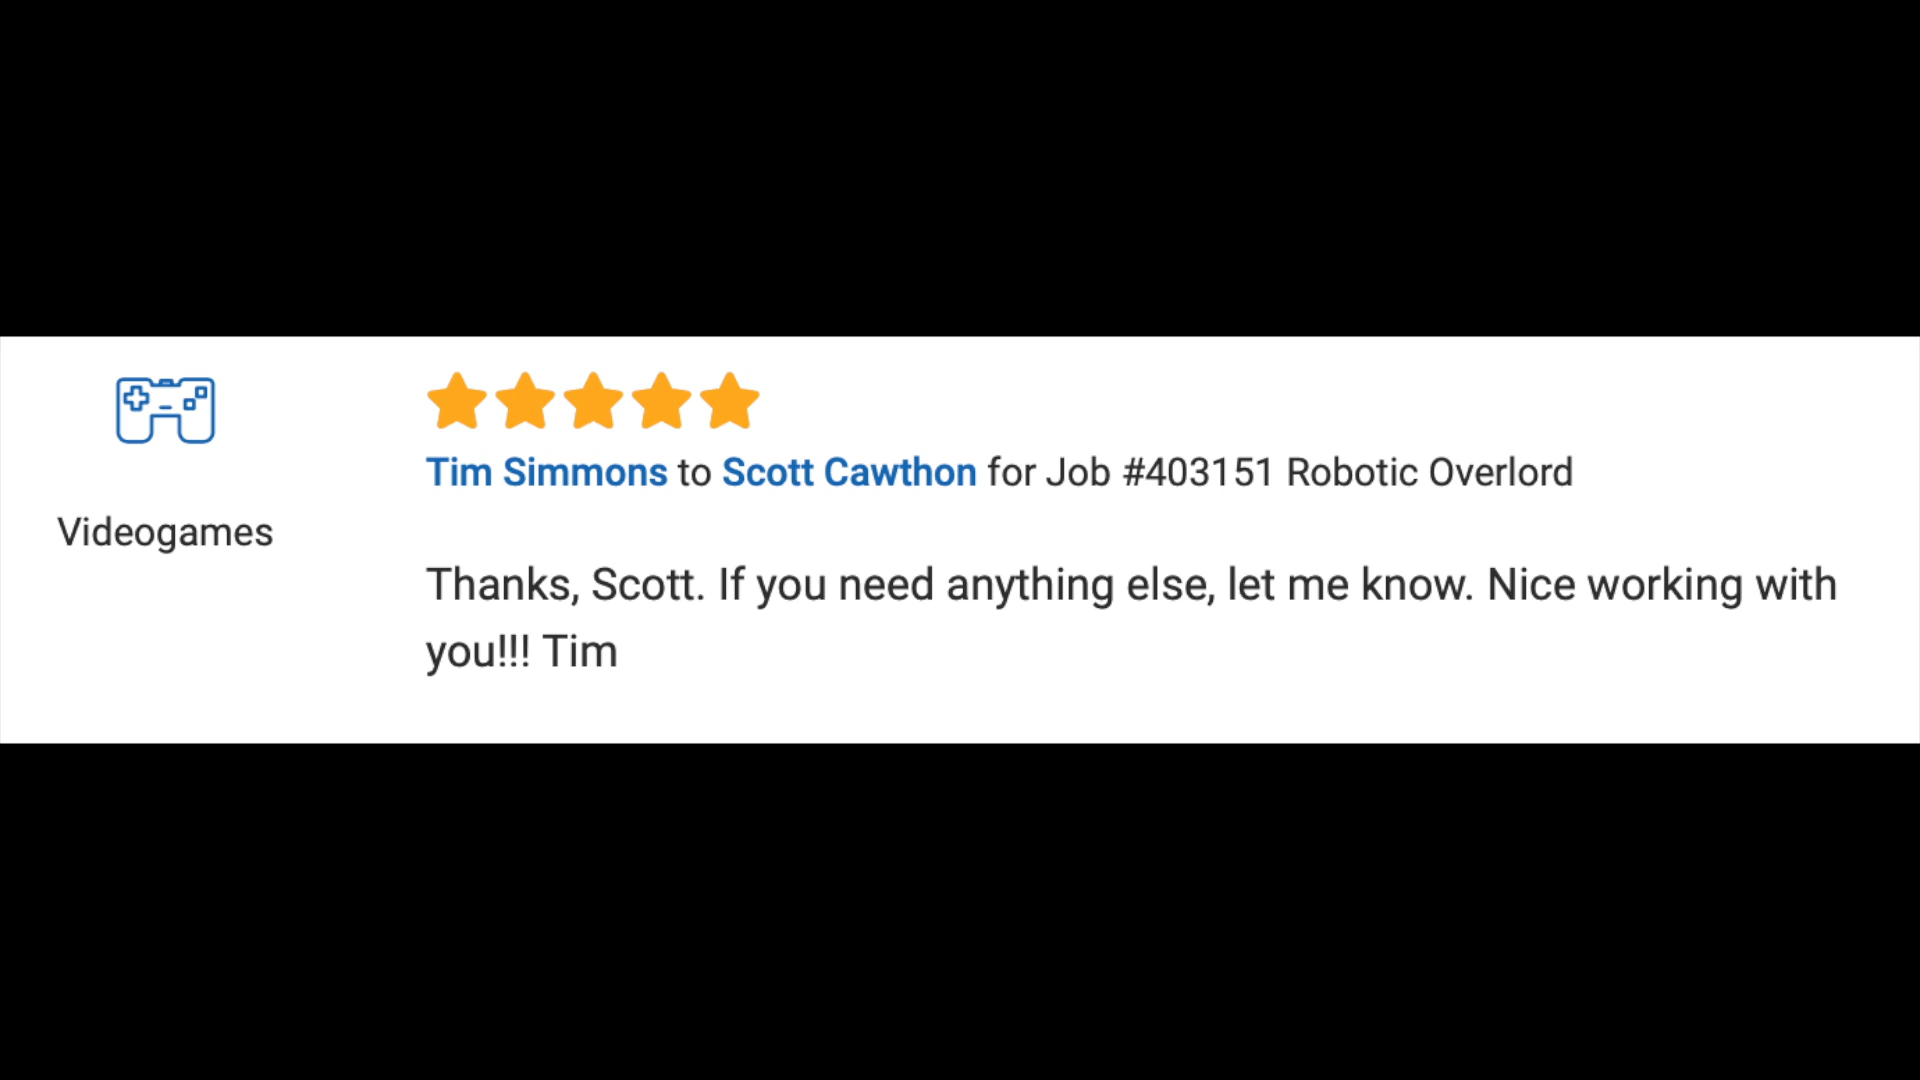 Tim Simmons to Scott Cawthon for Job #403151 Robotic Overlord
Videogames
Thanks, Scott. If you need anything else, let me know. Nice working with
you!!! Tim